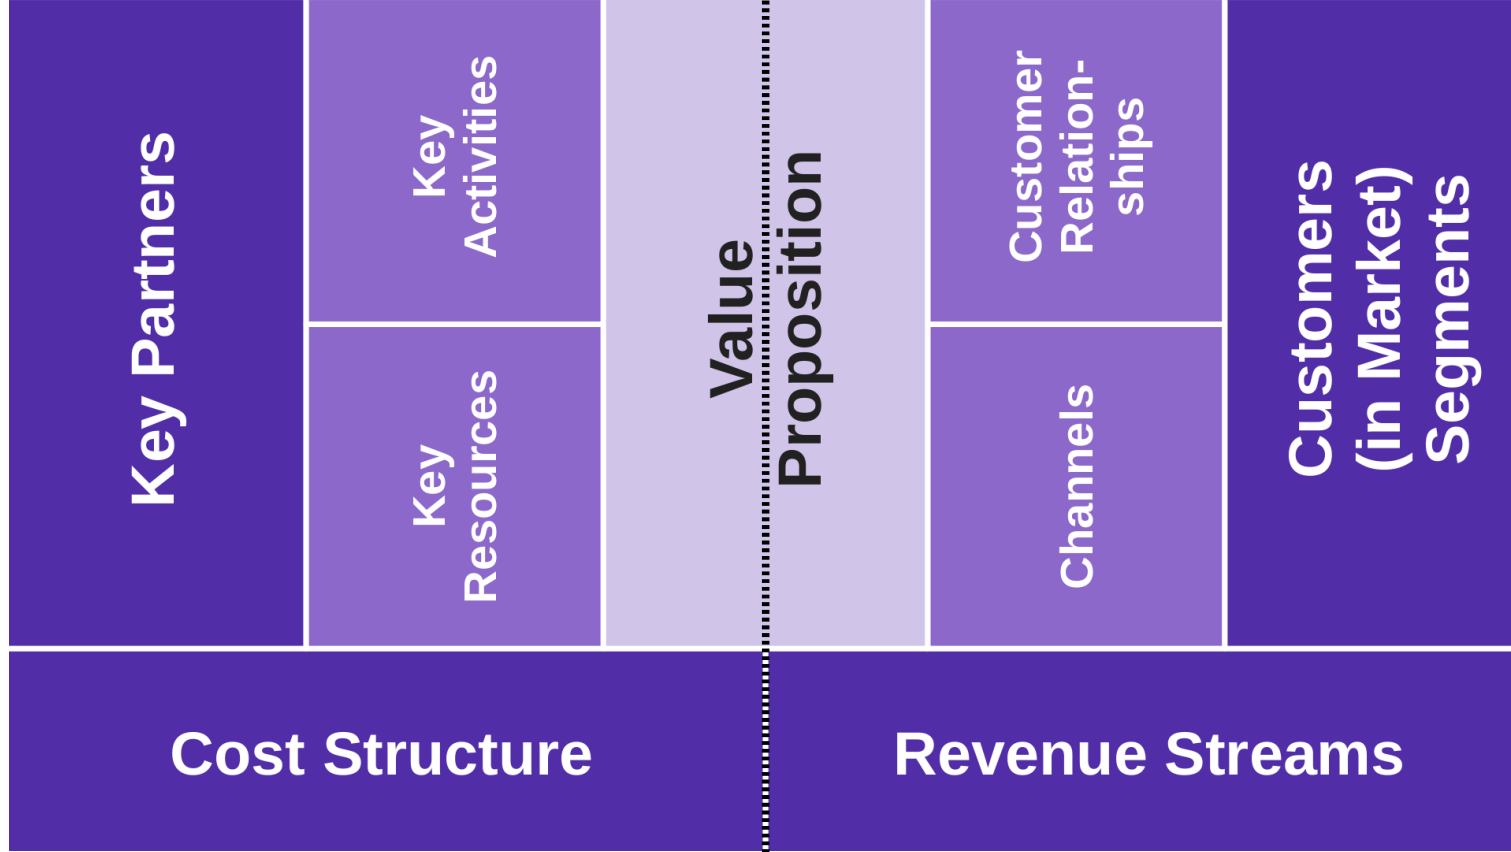 Key Partners
Key
Activities
Key
Resources
Value
Proposition
Customer
Relation-
ships
Channels
Customers
(in Market)
Segments
Cost Structure
Revenue Streams